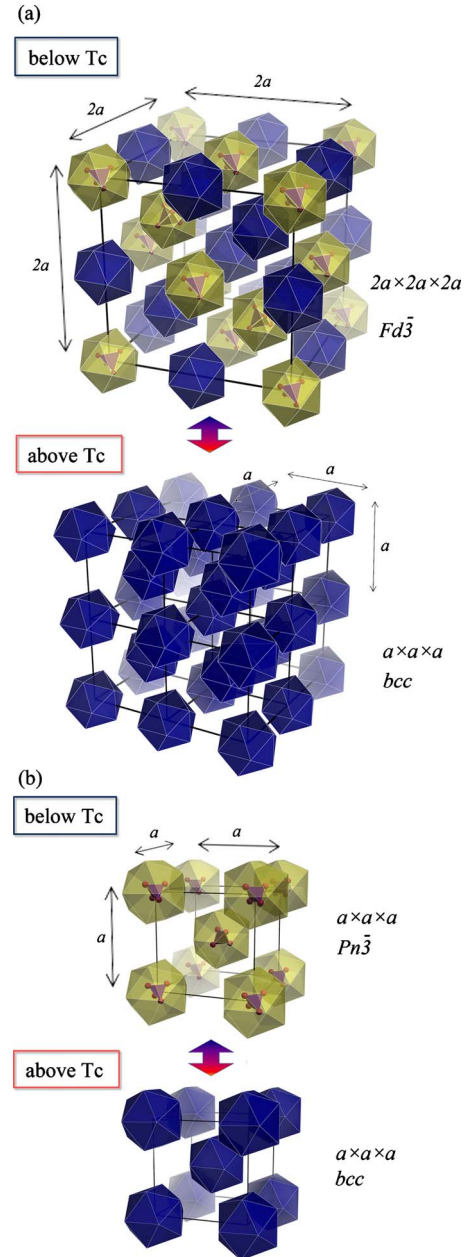 (a)
below Tc
2a
2a
2a
2a×2a×2a
Fd3̄
above Tc
a
a
a
a×a×a
bcc
(b)
below Tc
a
a
a
a×a×a
Pn3̄
above Tc
a×a×a
bcc